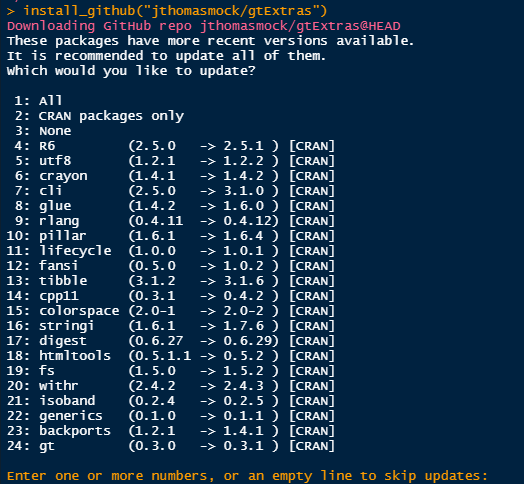 > install_github("jthomasmock/gtExtras")
Downloading GitHub repo jthomasmock/gtExtras@HEAD
These packages have more recent versions available.
It is recommended to update all of them.
Which would you like to update?
 1: All
 2: CRAN packages only
 3: None
 4: R6         (2.5.0   -> 2.5.1 ) [CRAN]
 5: utf8       (1.2.1   -> 1.2.2 ) [CRAN]
 6: crayon     (1.4.1   -> 1.4.2 ) [CRAN]
 7: cli        (2.5.0   -> 3.1.0 ) [CRAN]
 8: glue       (1.4.2   -> 1.6.0 ) [CRAN]
 9: rlang      (0.4.11  -> 0.4.12) [CRAN]
10: pillar     (1.6.1   -> 1.6.4 ) [CRAN]
11: lifecycle  (1.0.0   -> 1.0.1 ) [CRAN]
12: fansi      (0.5.0   -> 1.0.2 ) [CRAN]
13: tibble     (3.1.2   -> 3.1.6 ) [CRAN]
14: cpp11      (0.3.1   -> 0.4.2 ) [CRAN]
15: colorspace (2.0-1   -> 2.0-2 ) [CRAN]
16: stringi    (1.6.1   -> 1.7.6 ) [CRAN]
17: digest     (0.6.27  -> 0.6.29) [CRAN]
18: htmltools  (0.5.1.1 -> 0.5.2 ) [CRAN]
19: fs         (1.5.0   -> 1.5.2 ) [CRAN]
20: withr      (2.4.2   -> 2.4.3 ) [CRAN]
21: isoband    (0.2.4   -> 0.2.5 ) [CRAN]
22: generics   (0.1.0   -> 0.1.1 ) [CRAN]
23: backports  (1.2.1   -> 1.4.1 ) [CRAN]
24: gt         (0.3.0   -> 0.3.1 ) [CRAN]
Enter one or more numbers, or an empty line to skip updates: